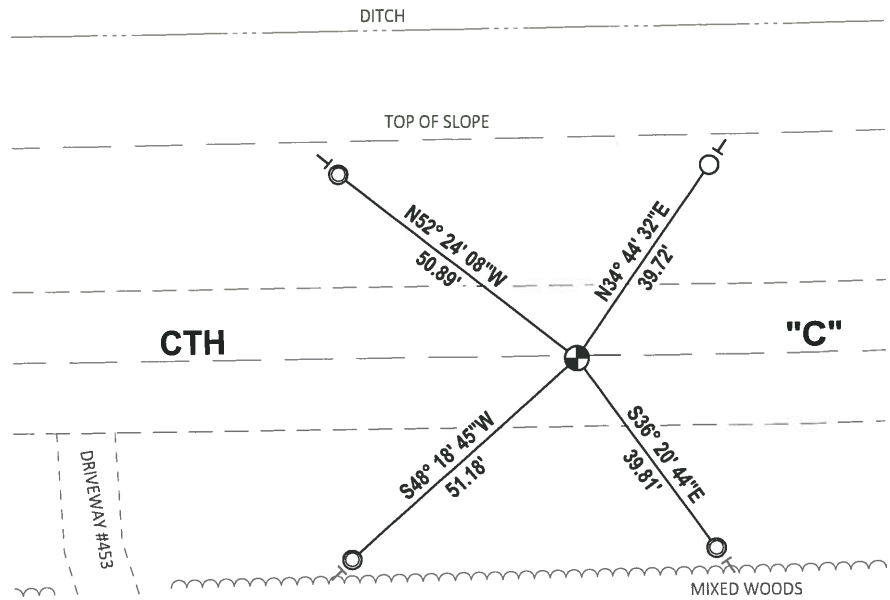 DITCH
TOP OF SLOPE
N52° 24' 08"W
50.89'
N34° 44' 32"E
39.72'
CTH
"C"
S48° 18' 45"W
51.18'
S36° 20' 44"E
39.81'
DRIVEWAY #453
MIXED WOODS